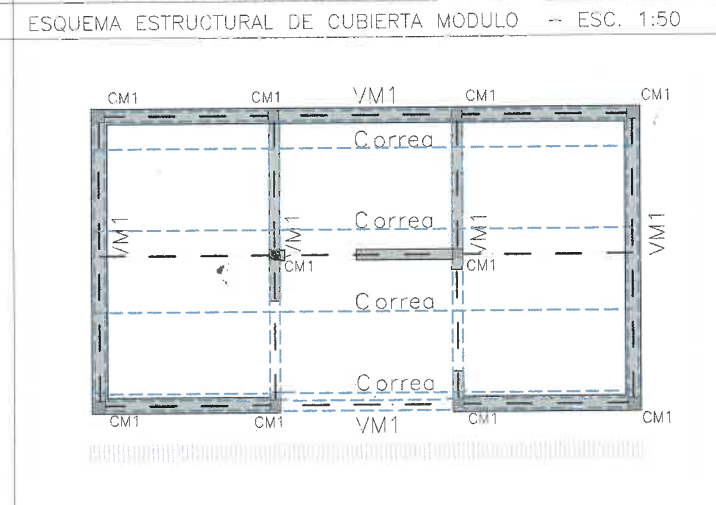 ESQUEMA ESTRUCTURAL DE CUBIERTA MODULO - ESC. 1:50
CM1 CM1 VM1 CM1 CM1
Correa
VM1 VM1 Correa VM1 VM1
CM1 CM1
Correa
Correa
CM1 CM1 VM1 CM1 CM1